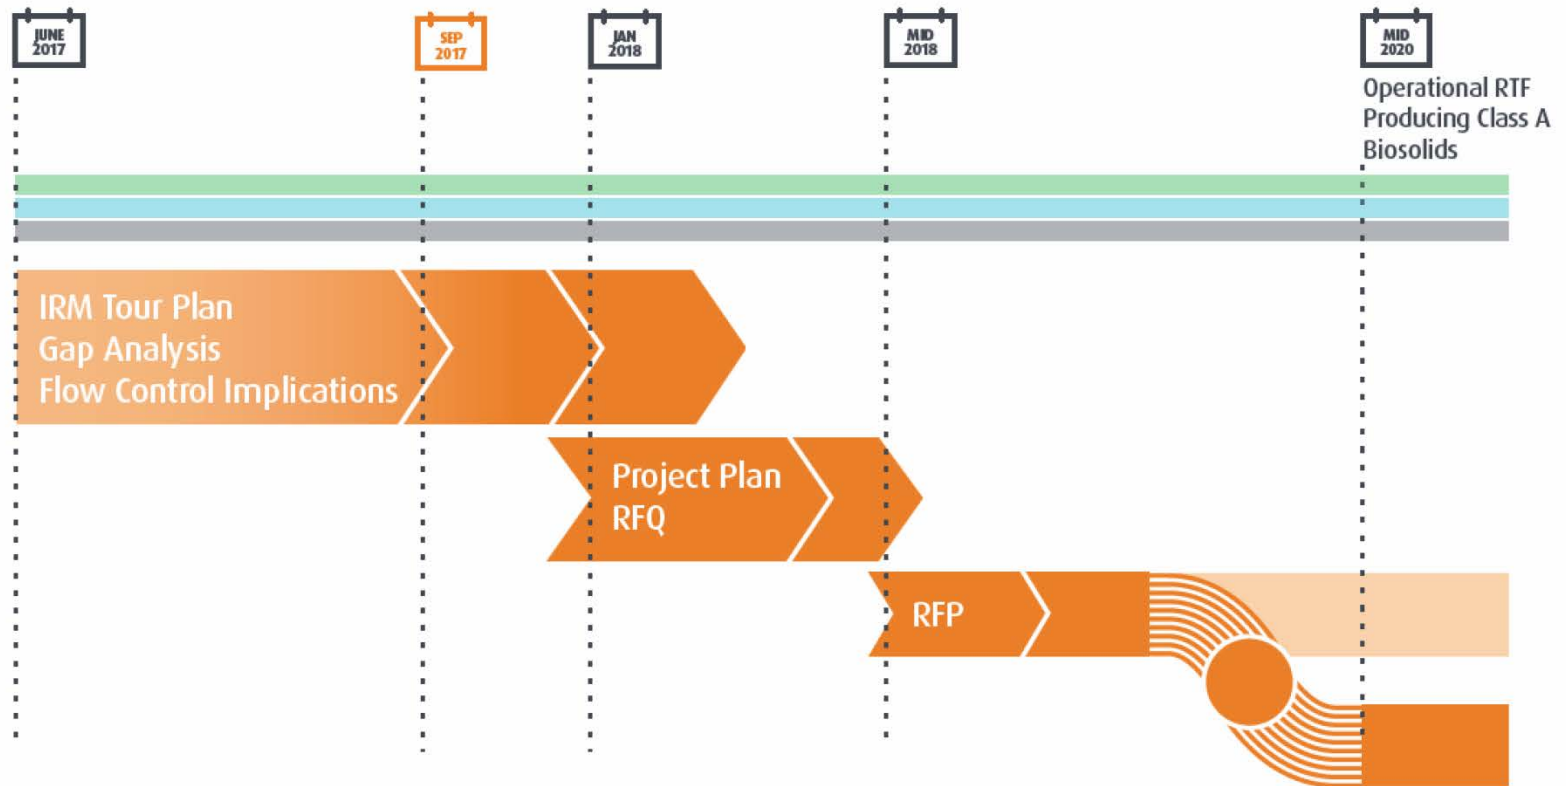 JUNE
2017
SEP
2017
JAN
2018
MID
2018
MID
2020
Operational RTF
Producing Class A
Biosolids
IRM Tour Plan
Gap Analysis
Flow Control Implications
Project Plan
RFQ
RFP